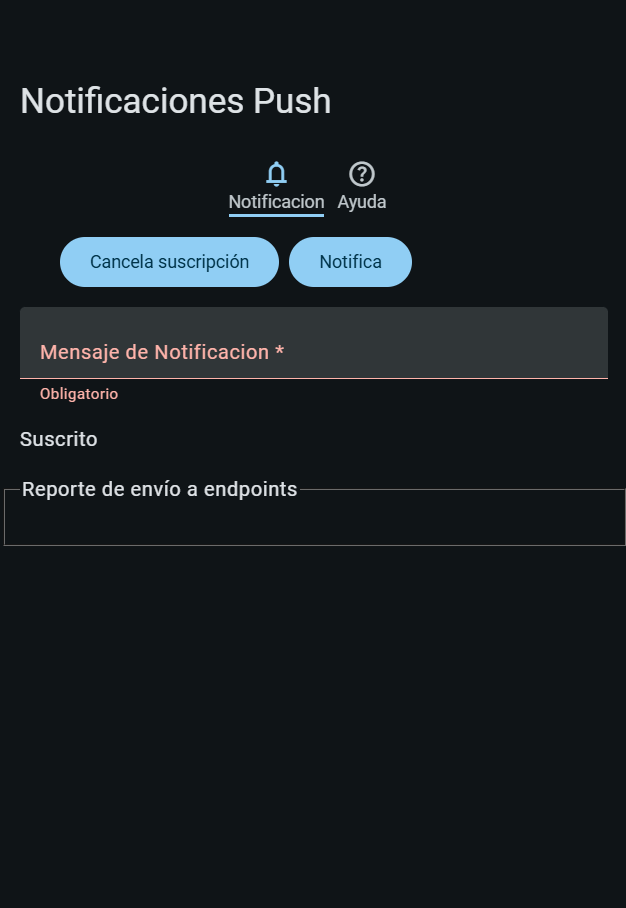 Notificaciones Push
Notificacion
Ayuda
Cancela suscripción
Notifica
Mensaje de Notificacion *
Obligatorio
Suscrito
Reporte de envío a endpoints